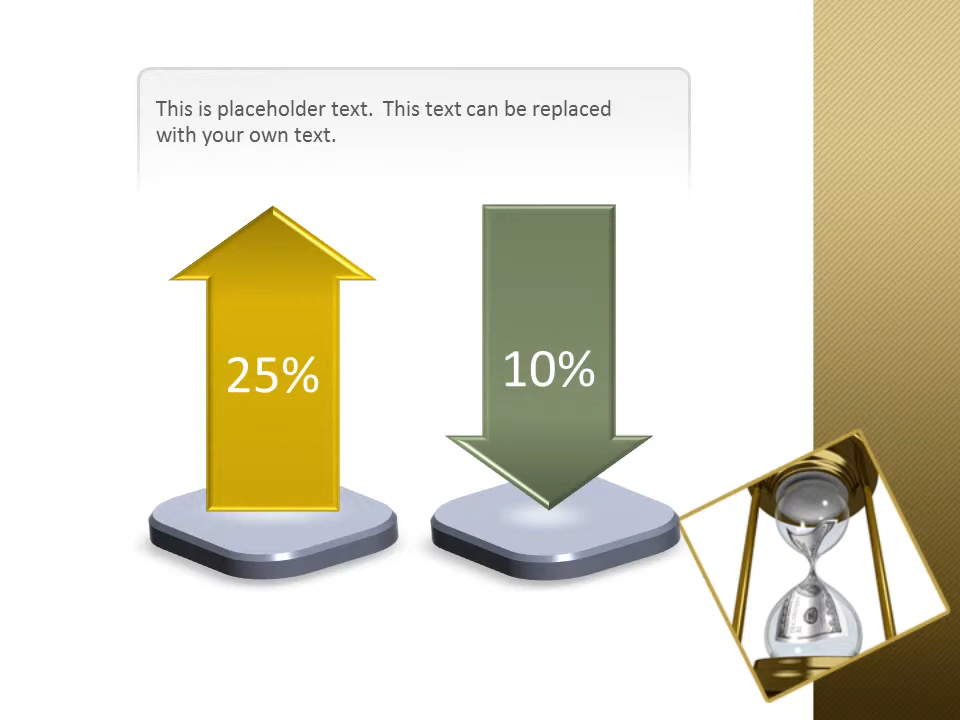 This is placeholder text.  This text can be replaced
with your own text.
25%
10%